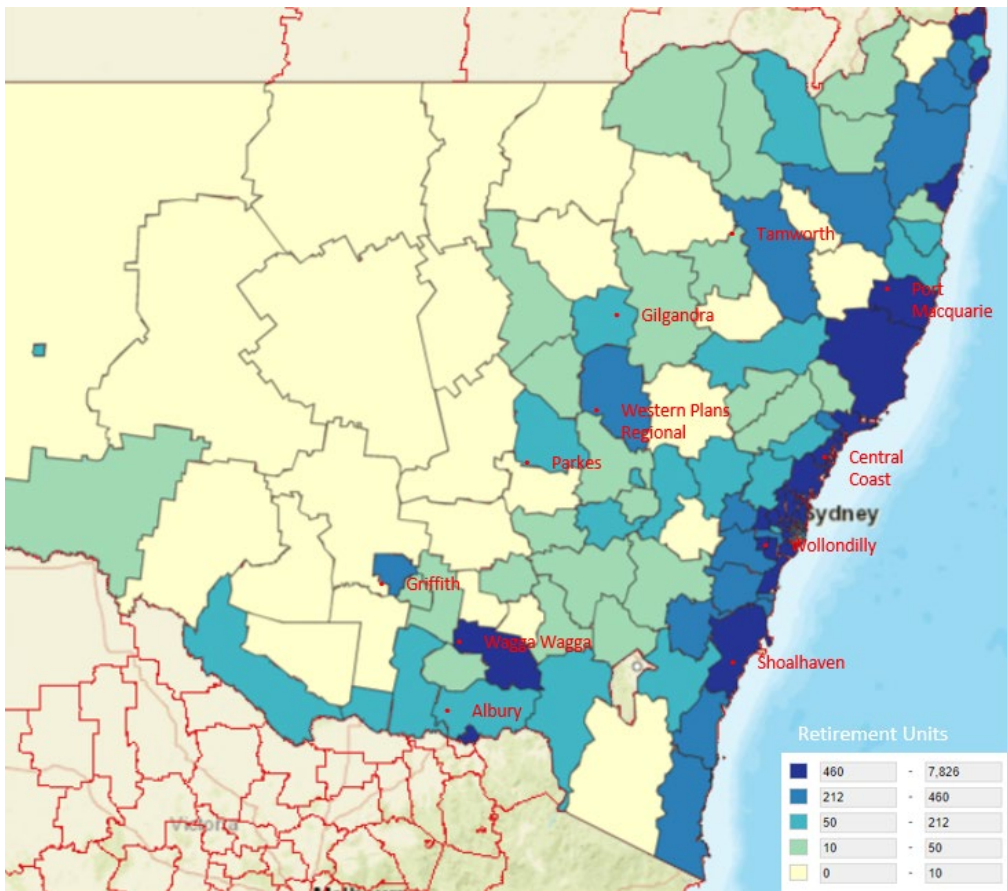 Tamworth
Port
Macquarie
Gilgandra
Western Plans
Regional
Parkes
Central
Coast
Sydney
Wollondilly
Griffith
Wagga Wagga
Shoalhaven
Albury
Retirement Units
460 - 7,826
212 - 460
50 - 212
10 - 50
0 - 10
Victoria